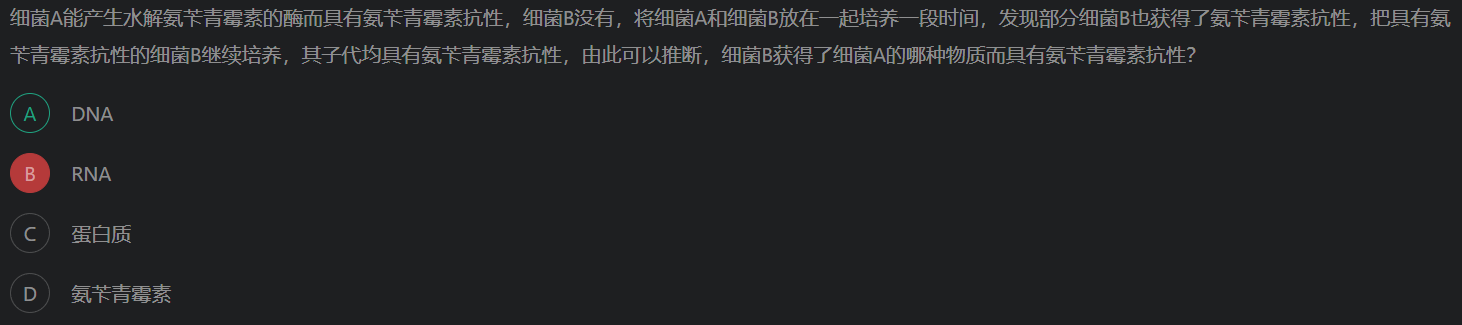 细菌A能产生水解氨苄青霉素的酶而具有氨苄青霉素抗性，细菌B没有，将细菌A和细菌B放在一起培养一段时间，发现部分细菌B也获得了氨苄青霉素抗性，把具有氨
苄青霉素抗性的细菌B继续培养，其子代均具有氨苄青霉素抗性，由此可以推断，细菌B获得了细菌A的哪种物质而具有氨苄青霉素抗性？
A DNA
B RNA
C 蛋白质
D 氨苄青霉素